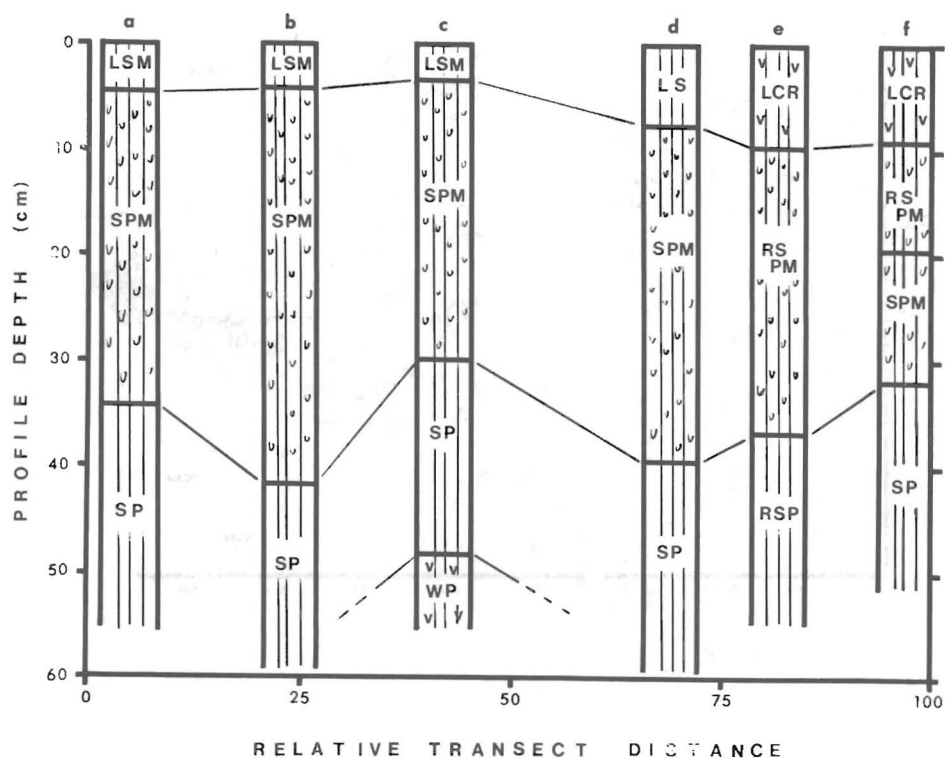 a b c d e f
0
10
20
30
40
50
60
PROFILE DEPTH (cm)
LSM LSM LSM LS LCR LCR
SPM SPM SPM SPM RS PM RS PM
SPM
SP SP SP SP RSP SP
WP
0 25 50 75 100
RELATIVE TRANSECT DISTANCE